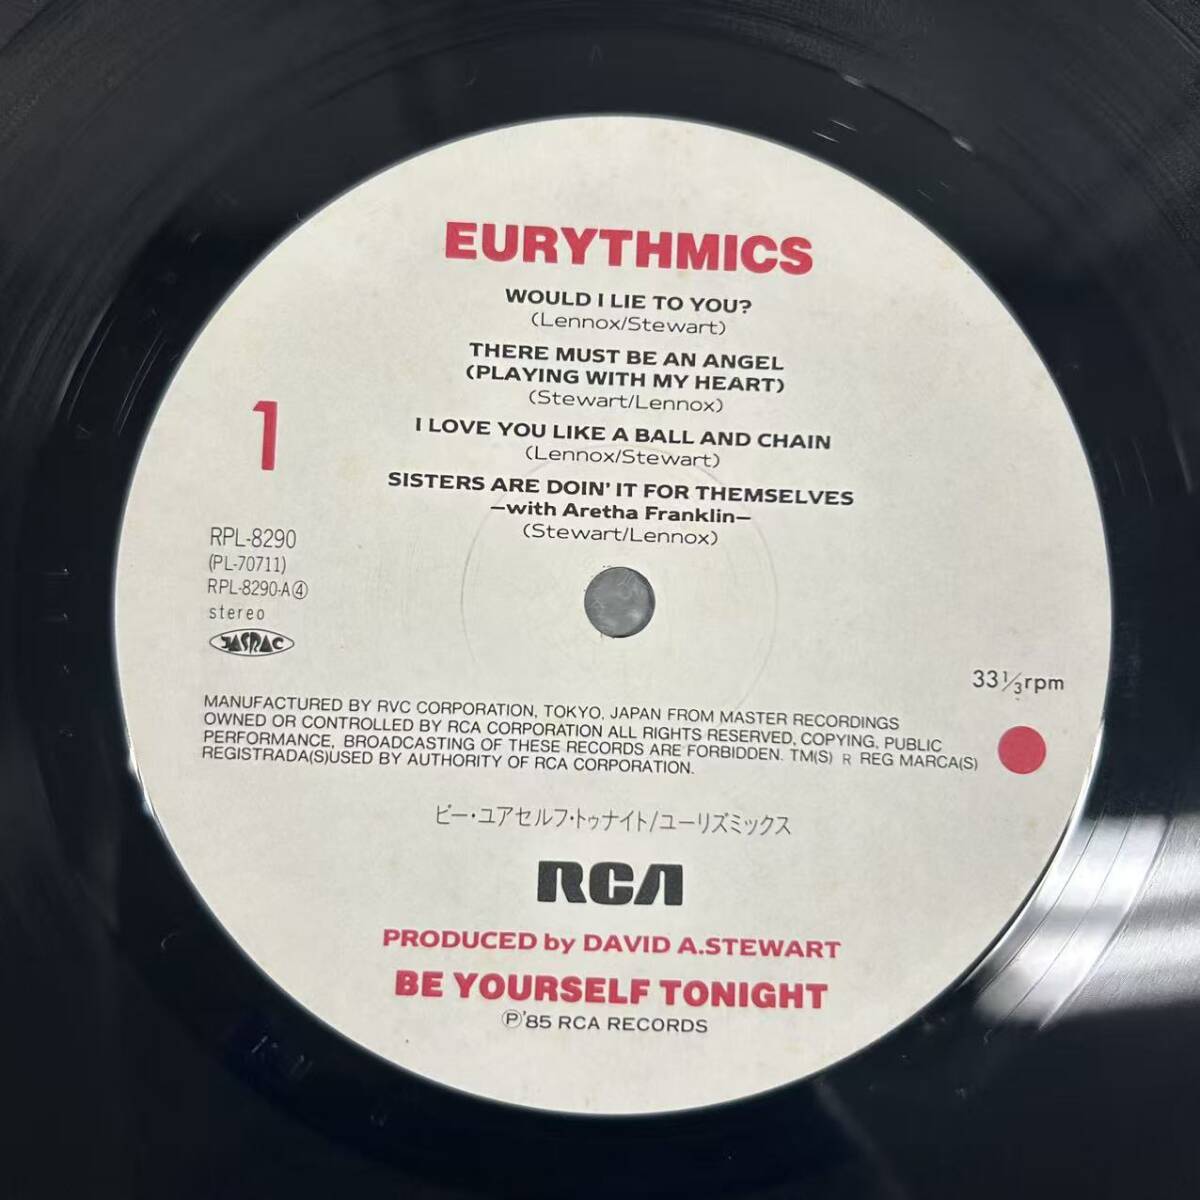 EURYTHMICS
WOULD I LIE TO YOU?
(Lennox/Stewart)
THERE MUST BE AN ANGEL
(PLAYING WITH MY HEART)
(Stewart/Lennox)
I LOVE YOU LIKE A BALL AND CHAIN
(Lennox/Stewart)
SISTERS ARE DOIN' IT FOR THEMSELVES
—with Aretha Franklin—
(Stewart/Lennox)
1
RPL-8290
(PL-70711)
RPL-8290-A④
stereo
JASRAC
33⅓rpm
MANUFACTURED BY RVC CORPORATION, TOKYO, JAPAN FROM MASTER RECORDINGS
OWNED OR CONTROLLED BY RCA CORPORATION ALL RIGHTS RESERVED, COPYING, PUBLIC
PERFORMANCE, BROADCASTING OF THESE RECORDS ARE FORBIDDEN. TM(S) R REG MARCA(S)
REGISTRADA(S)USED BY AUTHORITY OF RCA CORPORATION.
ビー・ユアセルフ・トゥナイト/ユーリズミックス
RCA
PRODUCED by DAVID A.STEWART
BE YOURSELF TONIGHT
Ⓟ'85 RCA RECORDS